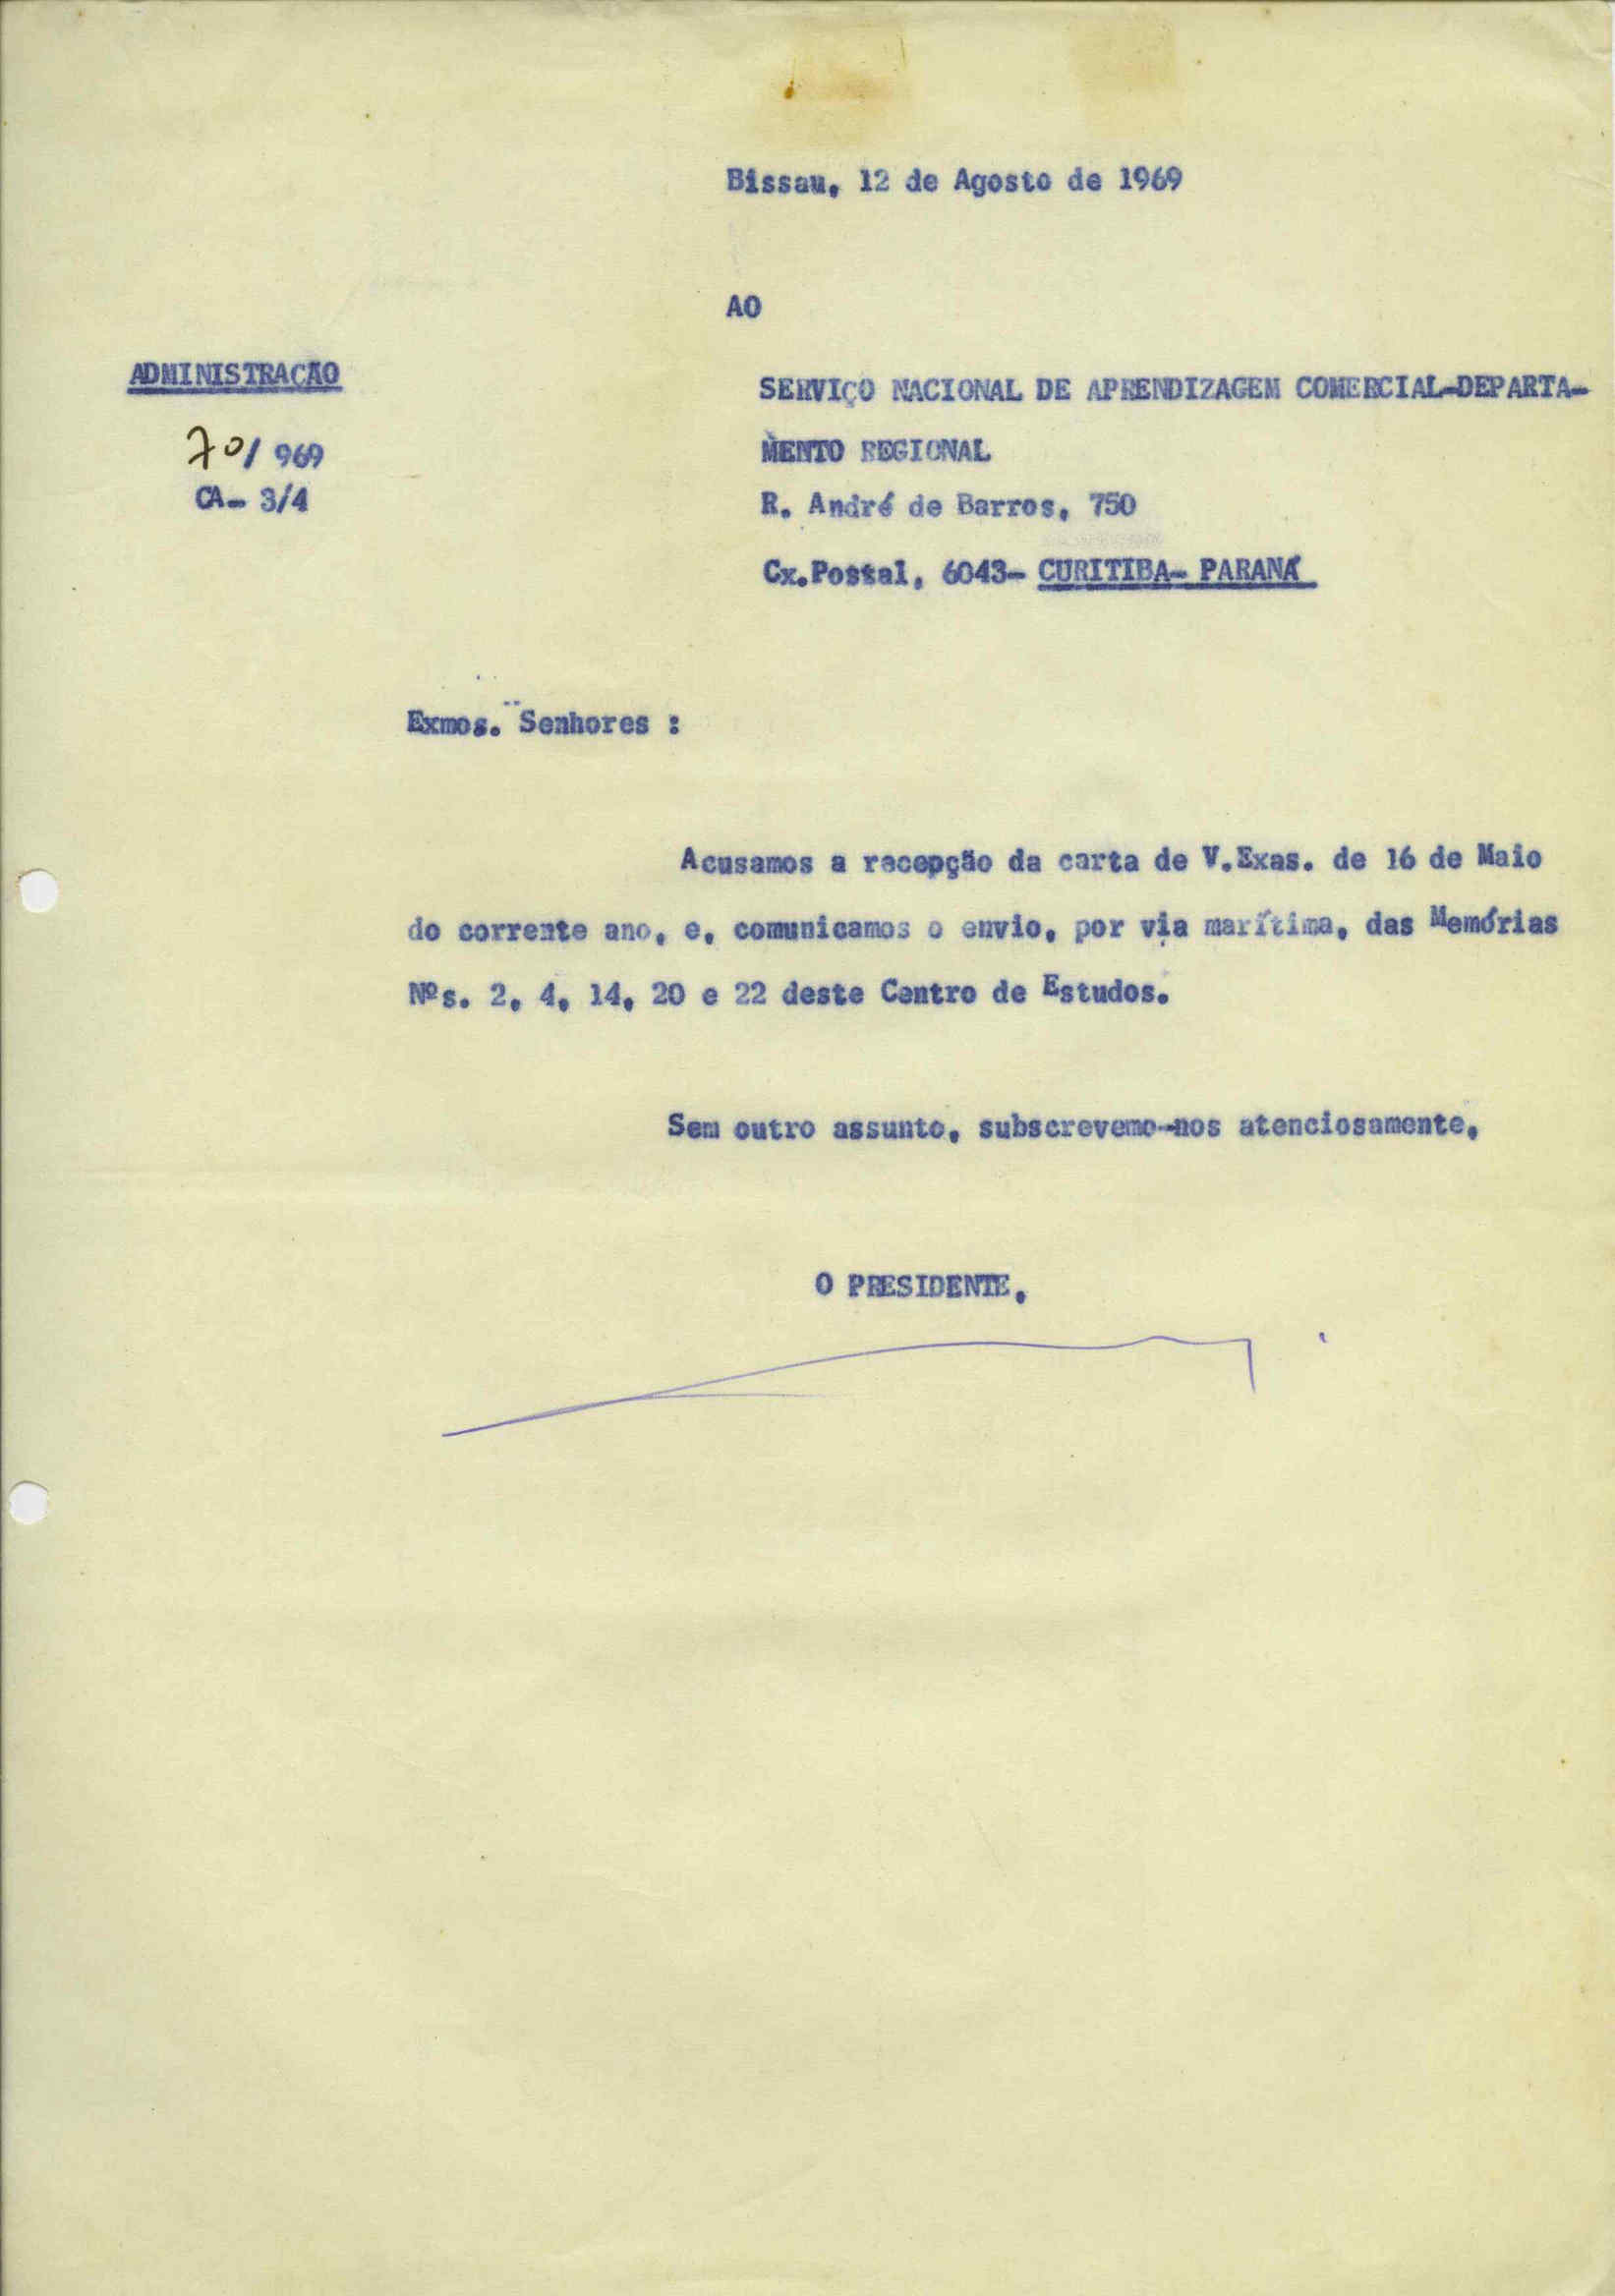 Bissau, 12 de Agosto de 1969
AO
ADMINISTRAÇÃO
70/ 969
CA- 3/4
SERVIÇO NACIONAL DE APRENDIZAGEM COMERCIAL-DEPARTA-
MENTO REGIONAL
R. André de Barros, 750
Cx.Postal, 6043- CURITIBA- PARANÁ
Exmos. Senhores :
Acusamos a recepção da carta de V.Exas. de 16 de Maio
do corrente ano, e, comunicamos o envio, por via marítima, das Memórias
Nºs. 2, 4, 14, 20 e 22 deste Centro de Estudos.
Sem outro assunto, subscrevemo-nos atenciosamente,
O PRESIDENTE,